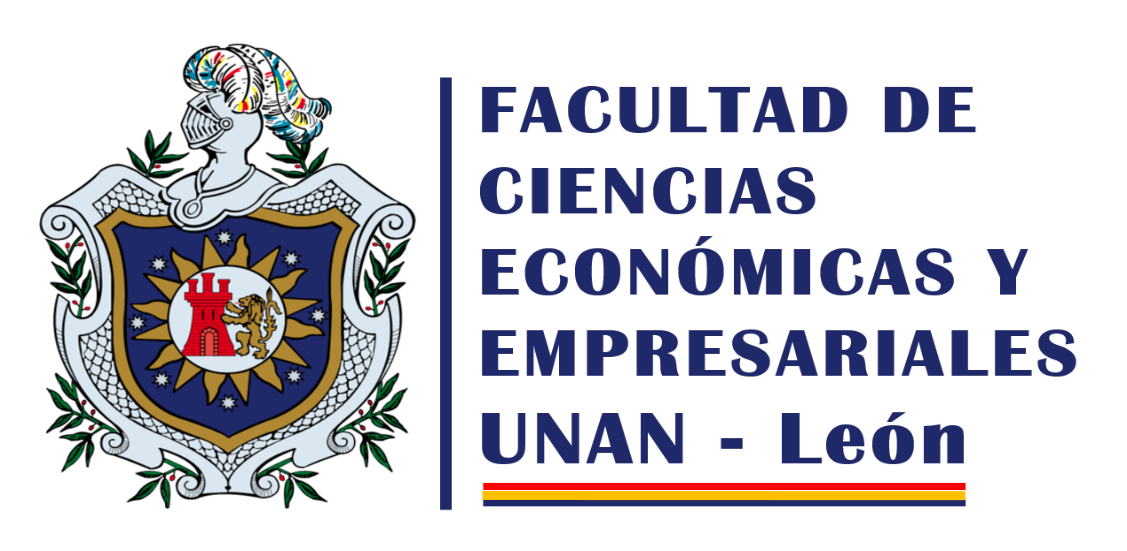 FACULTAD DE
CIENCIAS
ECONÓMICAS Y
EMPRESARIALES
UNAN - León